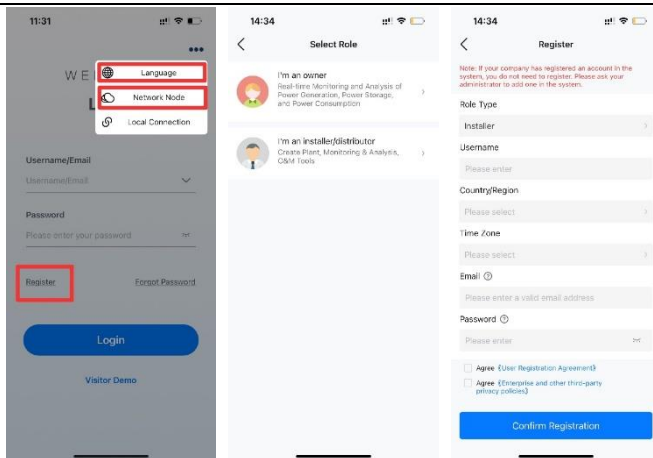 11:31
WE
L
Language
Network Node
Local Connection
Username/Email
Username/Email
Password
Please enter your password
Register
Forgot Password
Login
Visitor Demo
14:34
Select Role
I'm an owner
Real-time Monitoring and Analysis of
Power Generation, Power Storage,
and Power Consumption
I'm an installer/distributor
Create Plant, Monitoring & Analysis,
O&M Tools
14:34
Register
Note: If your company has registered an account in the
system, you do not need to register. Please ask your
administrator to add one in the system.
Role Type
Installer
Username
Please enter
Country/Region
Please select
Time Zone
Please select
Email
Please enter a valid email address
Password
Please enter
Agree《User Registration Agreement》
Agree《Enterprise and other third-party
privacy policies》
Confirm Registration